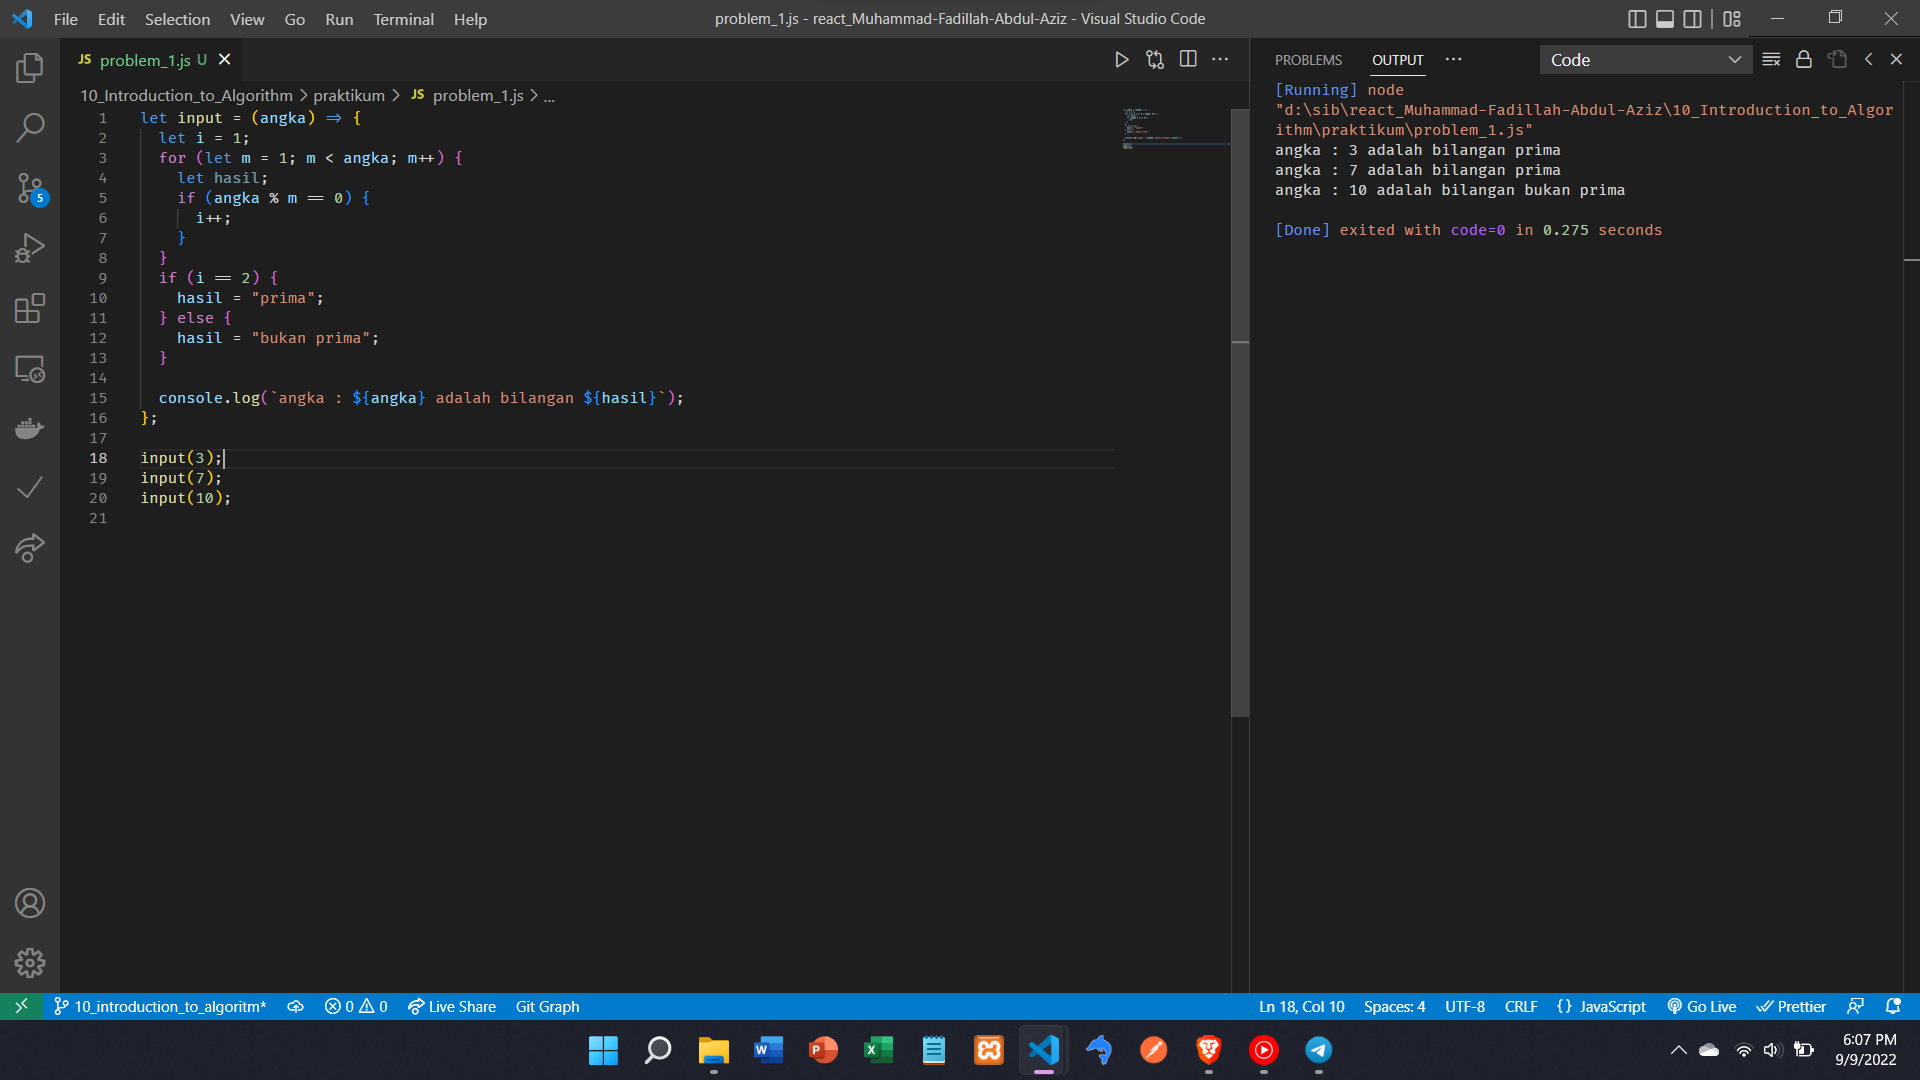 File Edit Selection View Go Run Terminal Help
problem_1.js - react_Muhammad-Fadillah-Abdul-Aziz - Visual Studio Code
JS problem_1.js U
10_Introduction_to_Algorithm > praktikum > JS problem_1.js > ...
1 let input = (angka) => {
2 let i = 1;
3 for (let m = 1; m < angka; m++) {
4 let hasil;
5 if (angka % m == 0) {
6 i++;
7 }
8 }
9 if (i == 2) {
10 hasil = "prima";
11 } else {
12 hasil = "bukan prima";
13 }
14
15 console.log(`angka : ${angka} adalah bilangan ${hasil}`);
16 };
17
18 input(3);
19 input(7);
20 input(10);
21
PROBLEMS OUTPUT ... Code
[Running] node
"d:\sib\react_Muhammad-Fadillah-Abdul-Aziz\10_Introduction_to_Algor
ithm\praktikum\problem_1.js"
angka : 3 adalah bilangan prima
angka : 7 adalah bilangan prima
angka : 10 adalah bilangan bukan prima
[Done] exited with code=0 in 0.275 seconds
5
10_introduction_to_algoritm* 0 0 Live Share Git Graph
Ln 18, Col 10 Spaces: 4 UTF-8 CRLF {} JavaScript Go Live Prettier
6:07 PM
9/9/2022